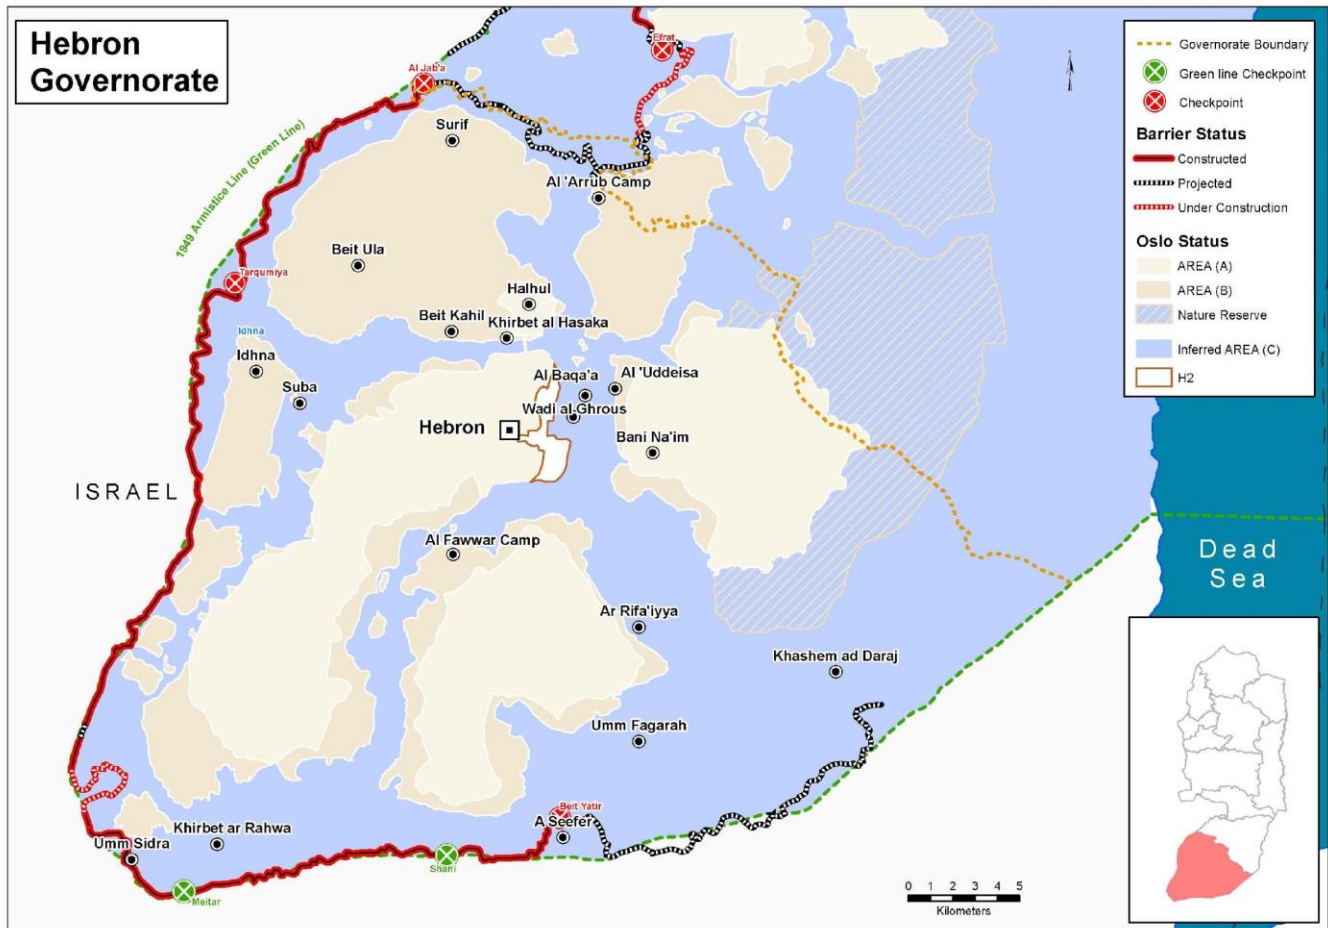 Hebron
Governorate
Governorate Boundary
Green line Checkpoint
Checkpoint
Barrier Status
Constructed
Projected
Under Construction
Oslo Status
AREA (A)
AREA (B)
Nature Reserve
Inferred AREA (C)
H2
Efrat
Al Jab'a
Surif
1949 Armistice Line (Green Line)
Al 'Arrub Camp
Beit Ula
Tarqumiya
Halhul
Beit Kahil
Khirbet al Hasaka
Idhna
Idhna
Suba
Al Baqa'a
Al 'Uddeisa
Wadi al Ghrous
Hebron
Bani Na'im
ISRAEL
Al Fawwar Camp
Dead
Sea
Ar Rifa'iyya
Khashem ad Daraj
Umm Fagarah
Beit Yatir
A Seefer
Khirbet ar Rahwa
Umm Sidra
Shani
Meitar
0 1 2 3 4 5
Kilometers